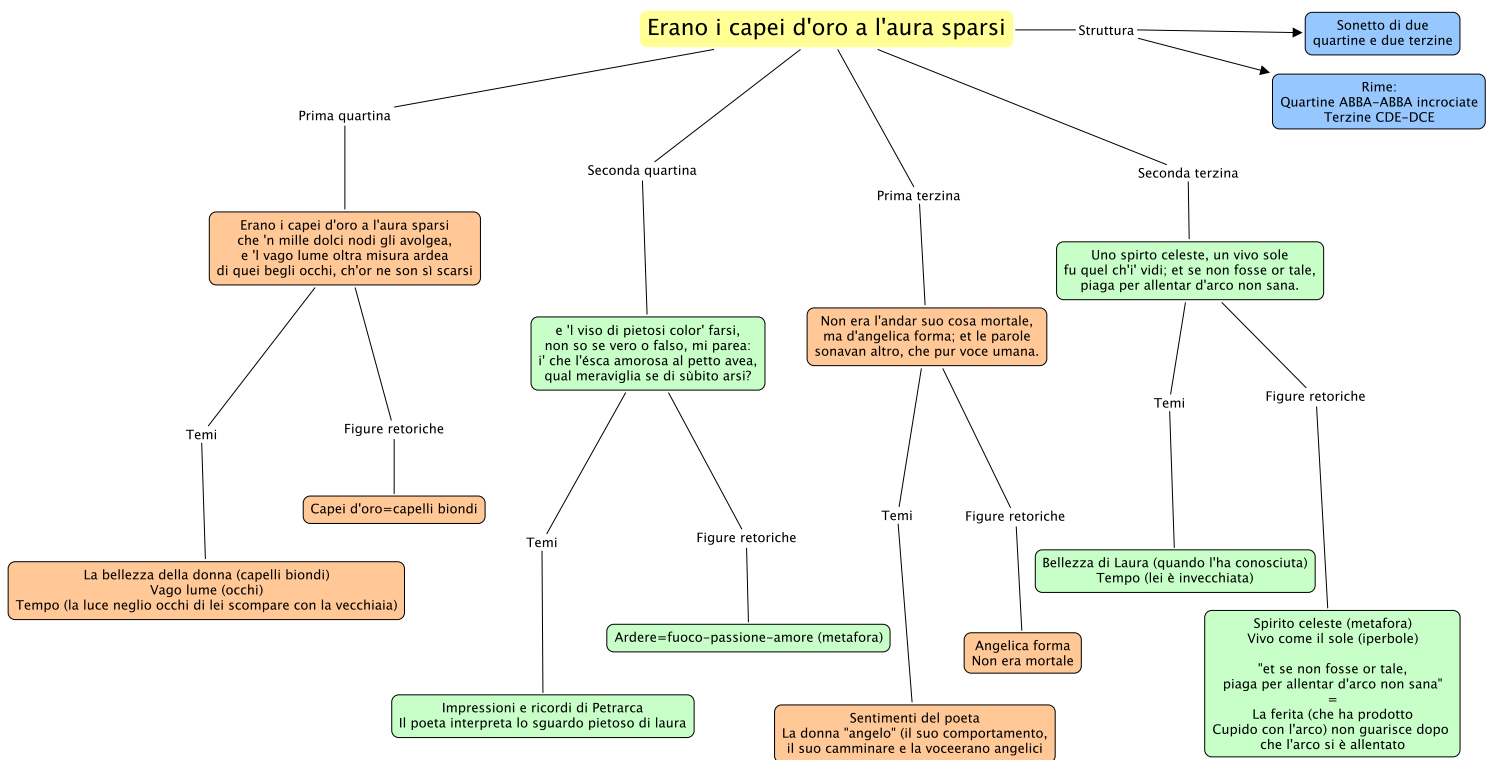 Erano i capei d'oro a l'aura sparsi
Struttura
Sonetto di due
quartine e due terzine
Rime:
Quartine ABBA-ABBA incrociate
Terzine CDE-DCE
Prima quartina
Erano i capei d'oro a l'aura sparsi
che 'n mille dolci nodi gli avolgea,
e 'l vago lume oltra misura ardea
di quei begli occhi, ch'or ne son sì scarsi
Temi
La bellezza della donna (capelli biondi)
Vago lume (occhi)
Tempo (la luce neglio occhi di lei scompare con la vecchiaia)
Figure retoriche
Capei d'oro=capelli biondi
Seconda quartina
e 'l viso di pietosi color' farsi,
non so se vero o falso, mi parea:
i' che l'ésca amorosa al petto avea,
qual meraviglia se di sùbito arsi?
Temi
Impressioni e ricordi di Petrarca
Il poeta interpreta lo sguardo pietoso di laura
Figure retoriche
Ardere=fuoco-passione-amore (metafora)
Prima terzina
Non era l'andar suo cosa mortale,
ma d'angelica forma; et le parole
sonavan altro, che pur voce umana.
Temi
Sentimenti del poeta
La donna "angelo" (il suo comportamento,
il suo camminare e la voceerano angelici
Figure retoriche
Angelica forma
Non era mortale
Seconda terzina
Uno spirto celeste, un vivo sole
fu quel ch'i' vidi; et se non fosse or tale,
piaga per allentar d'arco non sana.
Temi
Bellezza di Laura (quando l'ha conosciuta)
Tempo (lei è invecchiata)
Figure retoriche
Spirito celeste (metafora)
Vivo come il sole (iperbole)
"et se non fosse or tale,
piaga per allentar d'arco non sana"
=
La ferita (che ha prodotto
Cupido con l'arco) non guarisce dopo
che l'arco si è allentato